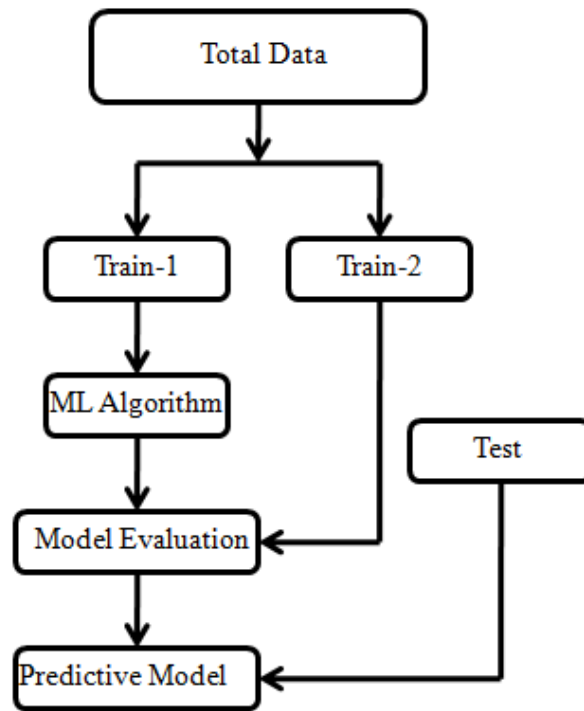 Total Data
Train-1
Train-2
ML Algorithm
Test
Model Evaluation
Predictive Model